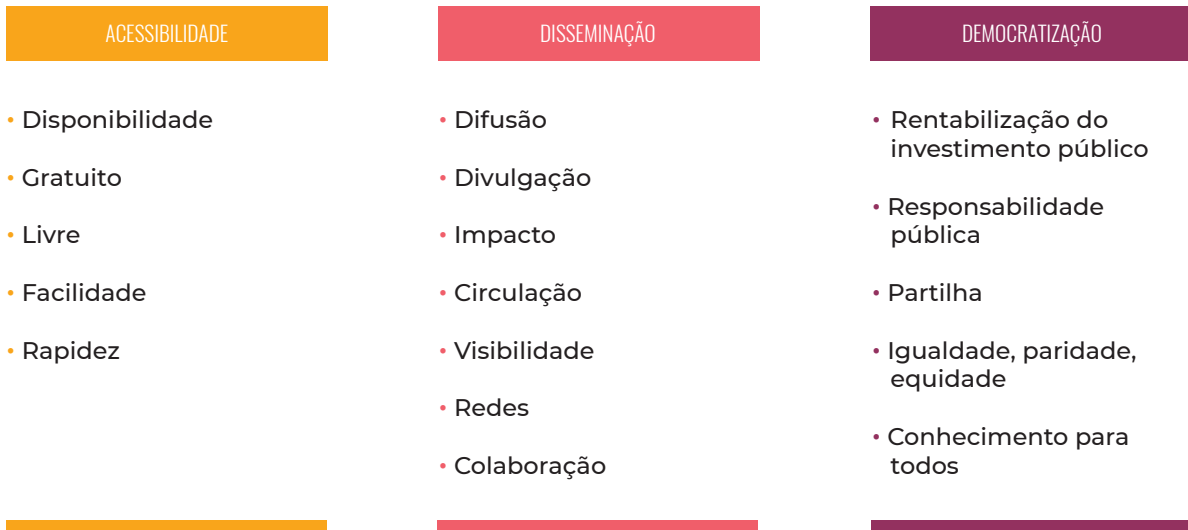 ACESSIBILIDADE
• Disponibilidade
• Gratuito
• Livre
• Facilidade
• Rapidez
DISSEMINAÇÃO
• Difusão
• Divulgação
• Impacto
• Circulação
• Visibilidade
• Redes
• Colaboração
DEMOCRATIZAÇÃO
• Rentabilização do
investimento público
• Responsabilidade
pública
• Partilha
• Igualdade, paridade,
equidade
• Conhecimento para
todos